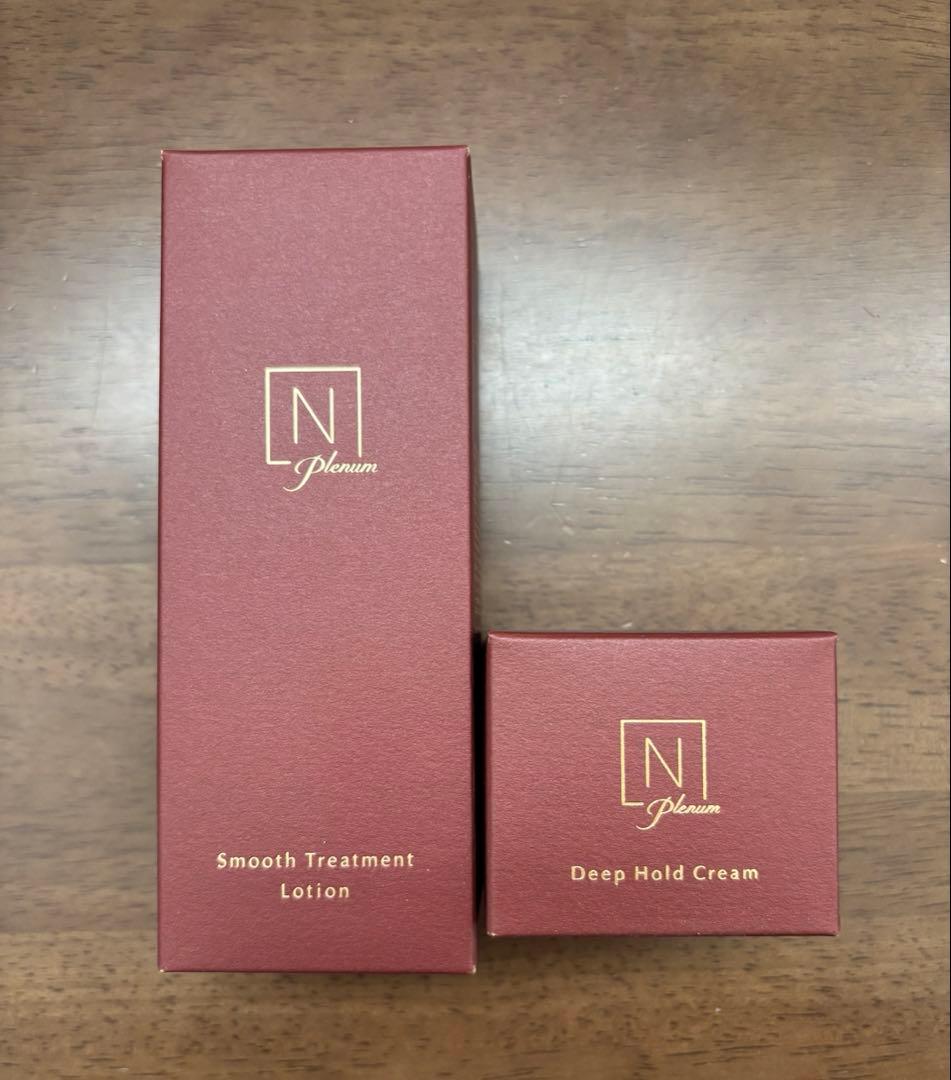 N
Plenum
Smooth Treatment
Lotion
N
Plenum
Deep Hold Cream